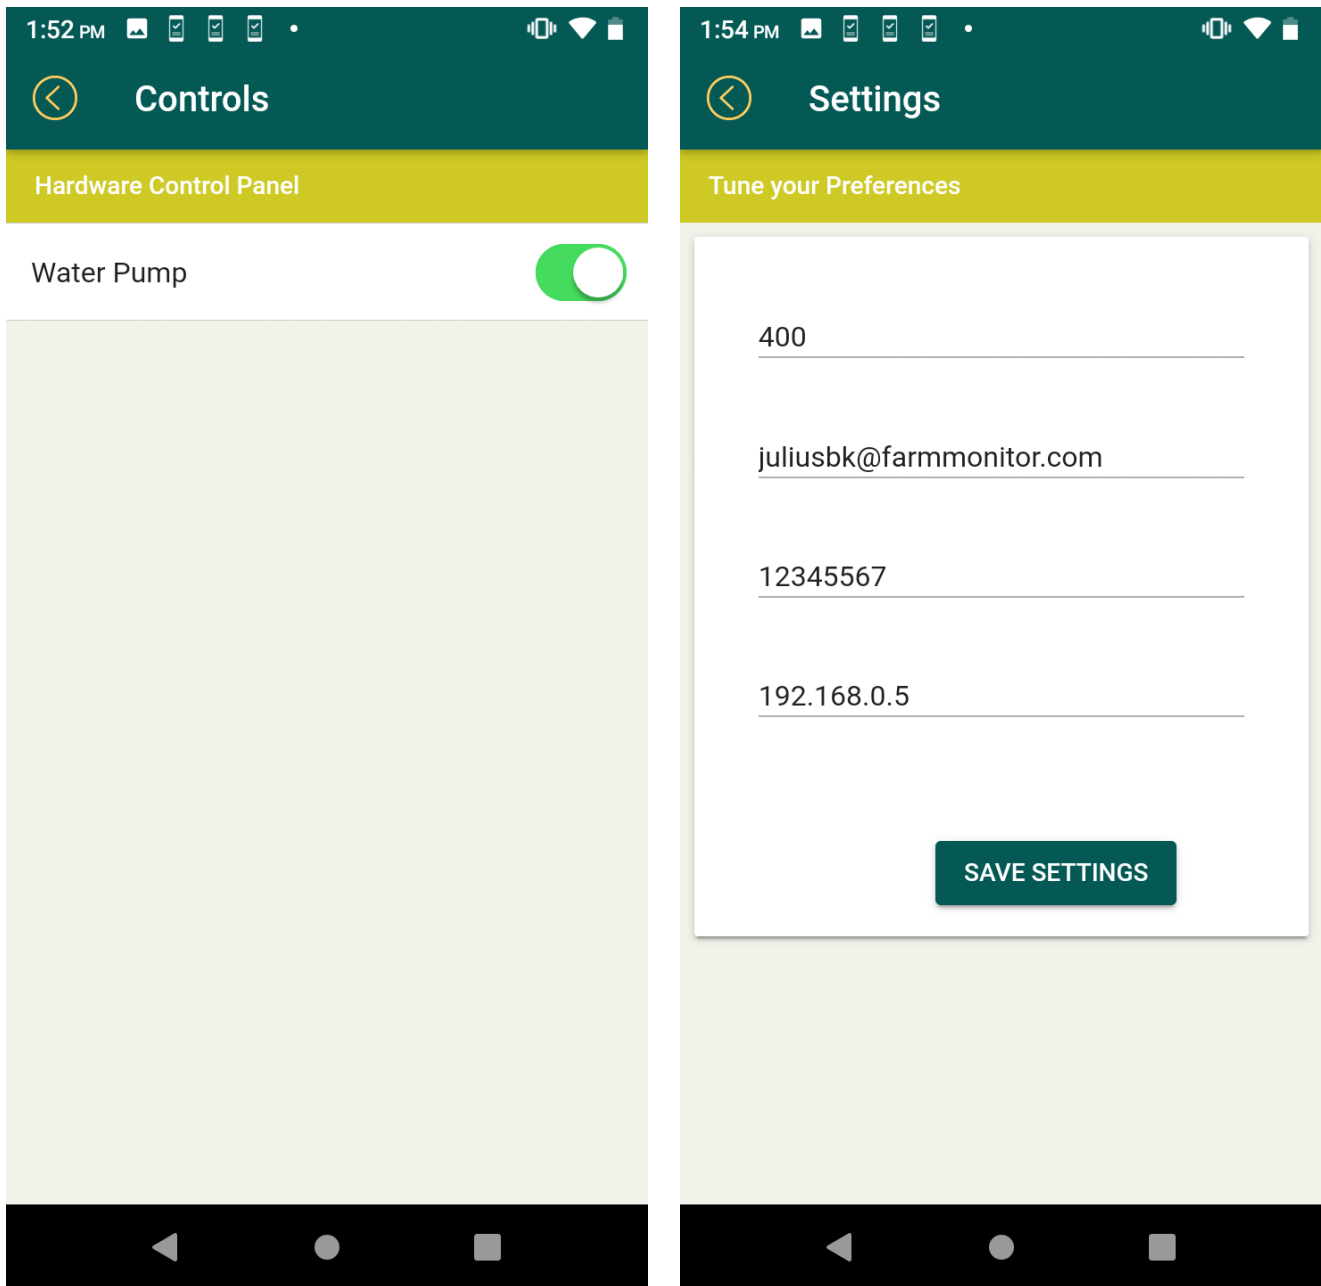 1:52 PM
Controls
Hardware Control Panel
Water Pump
1:54 PM
Settings
Tune your Preferences
400
juliusbk@farmmonitor.com
12345567
192.168.0.5
SAVE SETTINGS